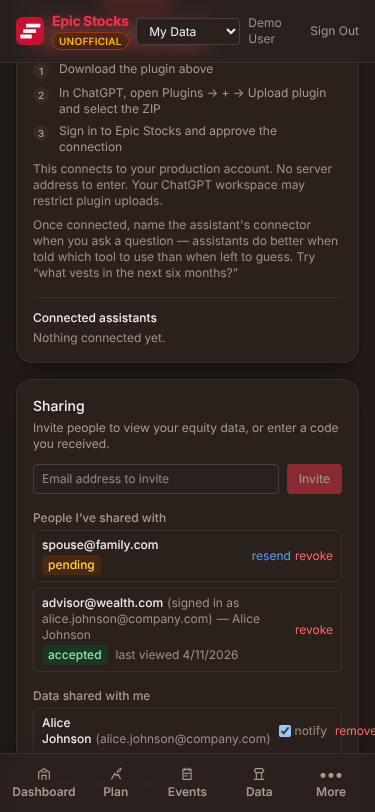 Epic Stocks
UNOFFICIAL
My Data
Demo User
Sign Out
1 Download the plugin above
2 In ChatGPT, open Plugins → + → Upload plugin
and select the ZIP
3 Sign in to Epic Stocks and approve the
connection
This connects to your production account. No server
address to enter. Your ChatGPT workspace may
restrict plugin uploads.
Once connected, name the assistant's connector
when you ask a question — assistants do better when
told which tool to use than when left to guess. Try
“what vests in the next six months?”
Connected assistants
Nothing connected yet.
Sharing
Invite people to view your equity data, or enter a code
you received.
Email address to invite
Invite
People I’ve shared with
spouse@family.com
pending
resend revoke
advisor@wealth.com (signed in as
alice.johnson@company.com) — Alice
Johnson
revoke
accepted last viewed 4/11/2026
Data shared with me
Alice
Johnson (alice.johnson@company.com)
notify remove
Dashboard
Plan
Events
Data
More